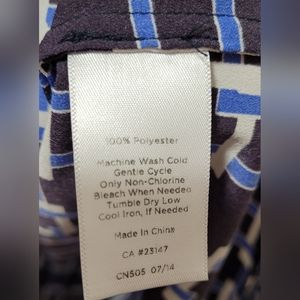 100% Polyester
Machine Wash Cold
Gentle Cycle
Only Non-Chlorine
Bleach When Needed
Tumble Dry Low
Cool Iron, If Needed
Made In China
CA #23147
CN505 07/14